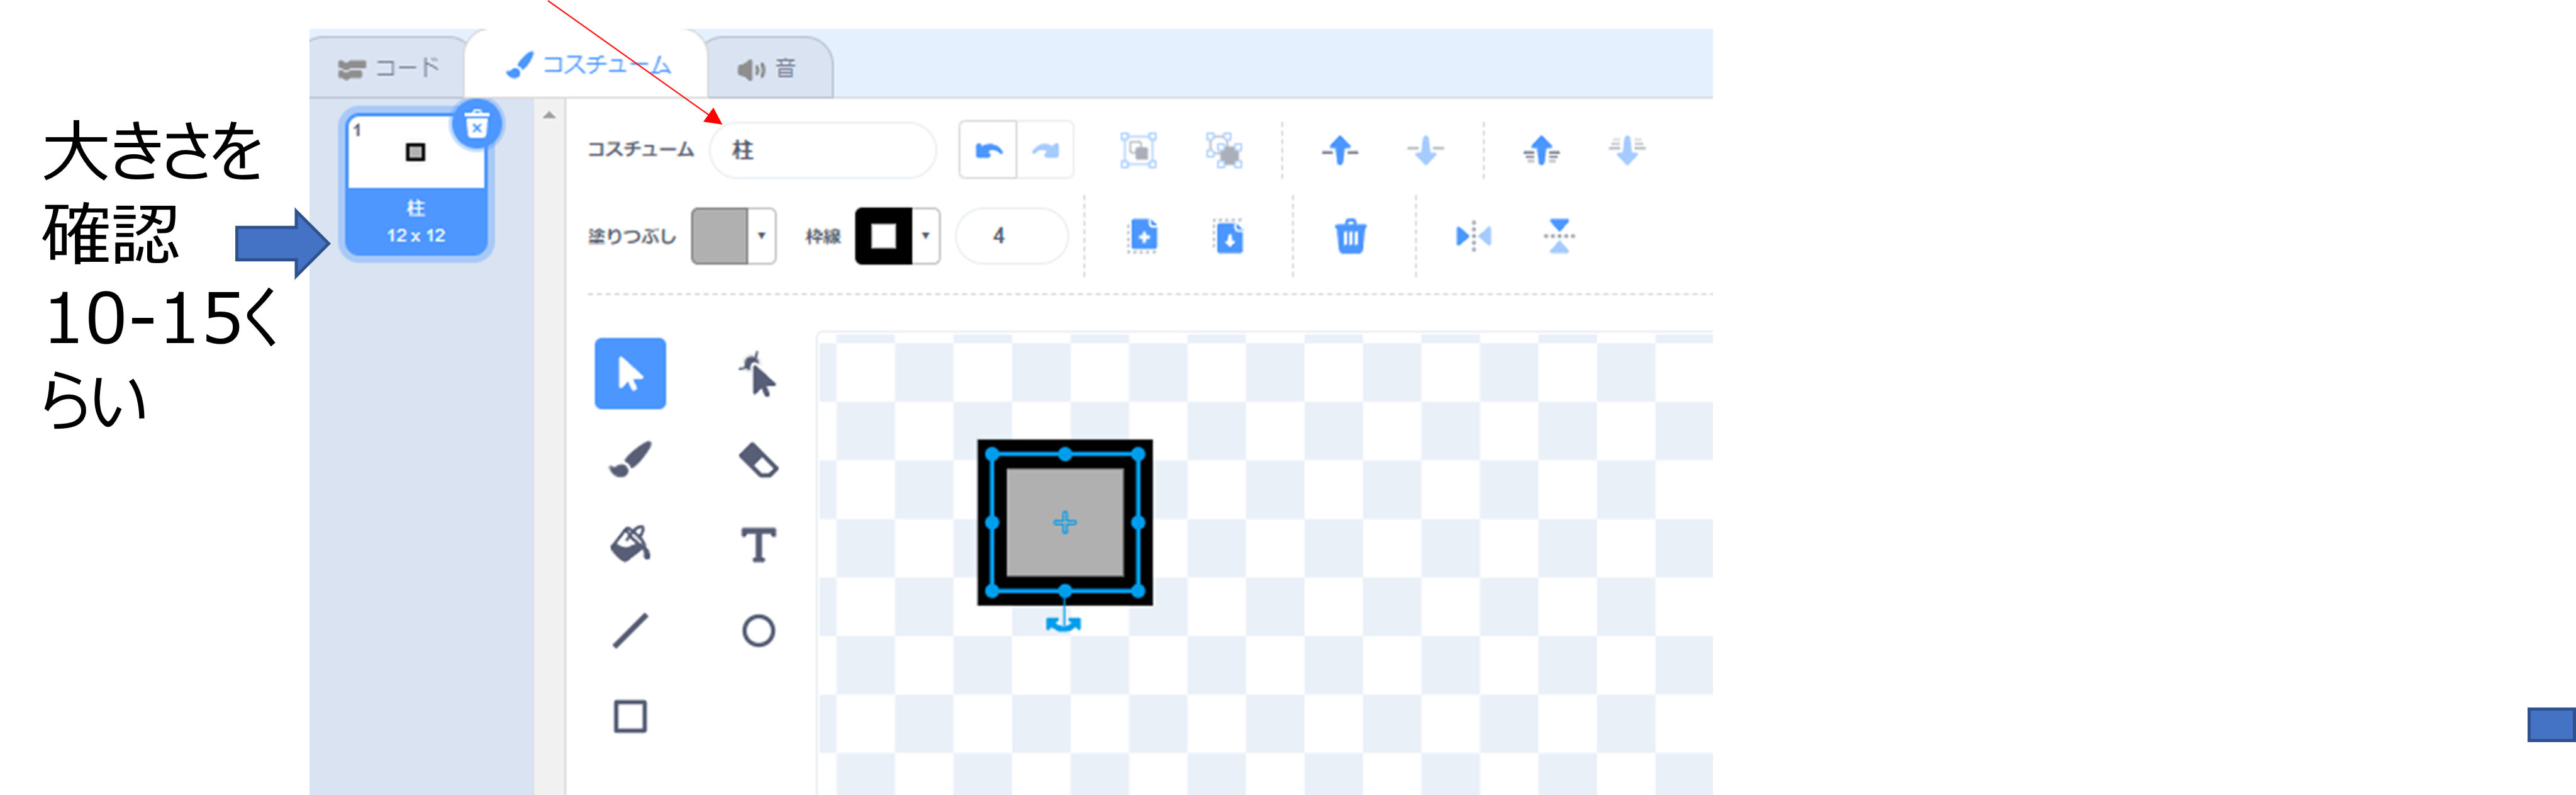 コード
コスチューム
音
大きさを
確認
10-15く
らい
1
柱
12 x 12
コスチューム 柱
塗りつぶし 枠線 4
T